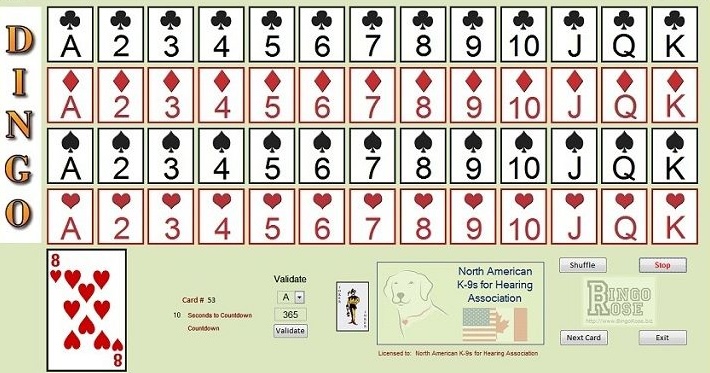 DINGO
A 2 3 4 5 6 7 8 9 10 J Q K
A 2 3 4 5 6 7 8 9 10 J Q K
A 2 3 4 5 6 7 8 9 10 J Q K
A 2 3 4 5 6 7 8 9 10 J Q K
8
8
Card # 53
10 Seconds to Countdown
Countdown
Validate
A
365
Validate
JOKER
JOKER
North American
K-9s for Hearing
Association
Licensed to: North American K-9s for Hearing Association
Shuffle
Stop
BINGO
ROSE
http://www.BingoRose.biz
Next Card
Exit